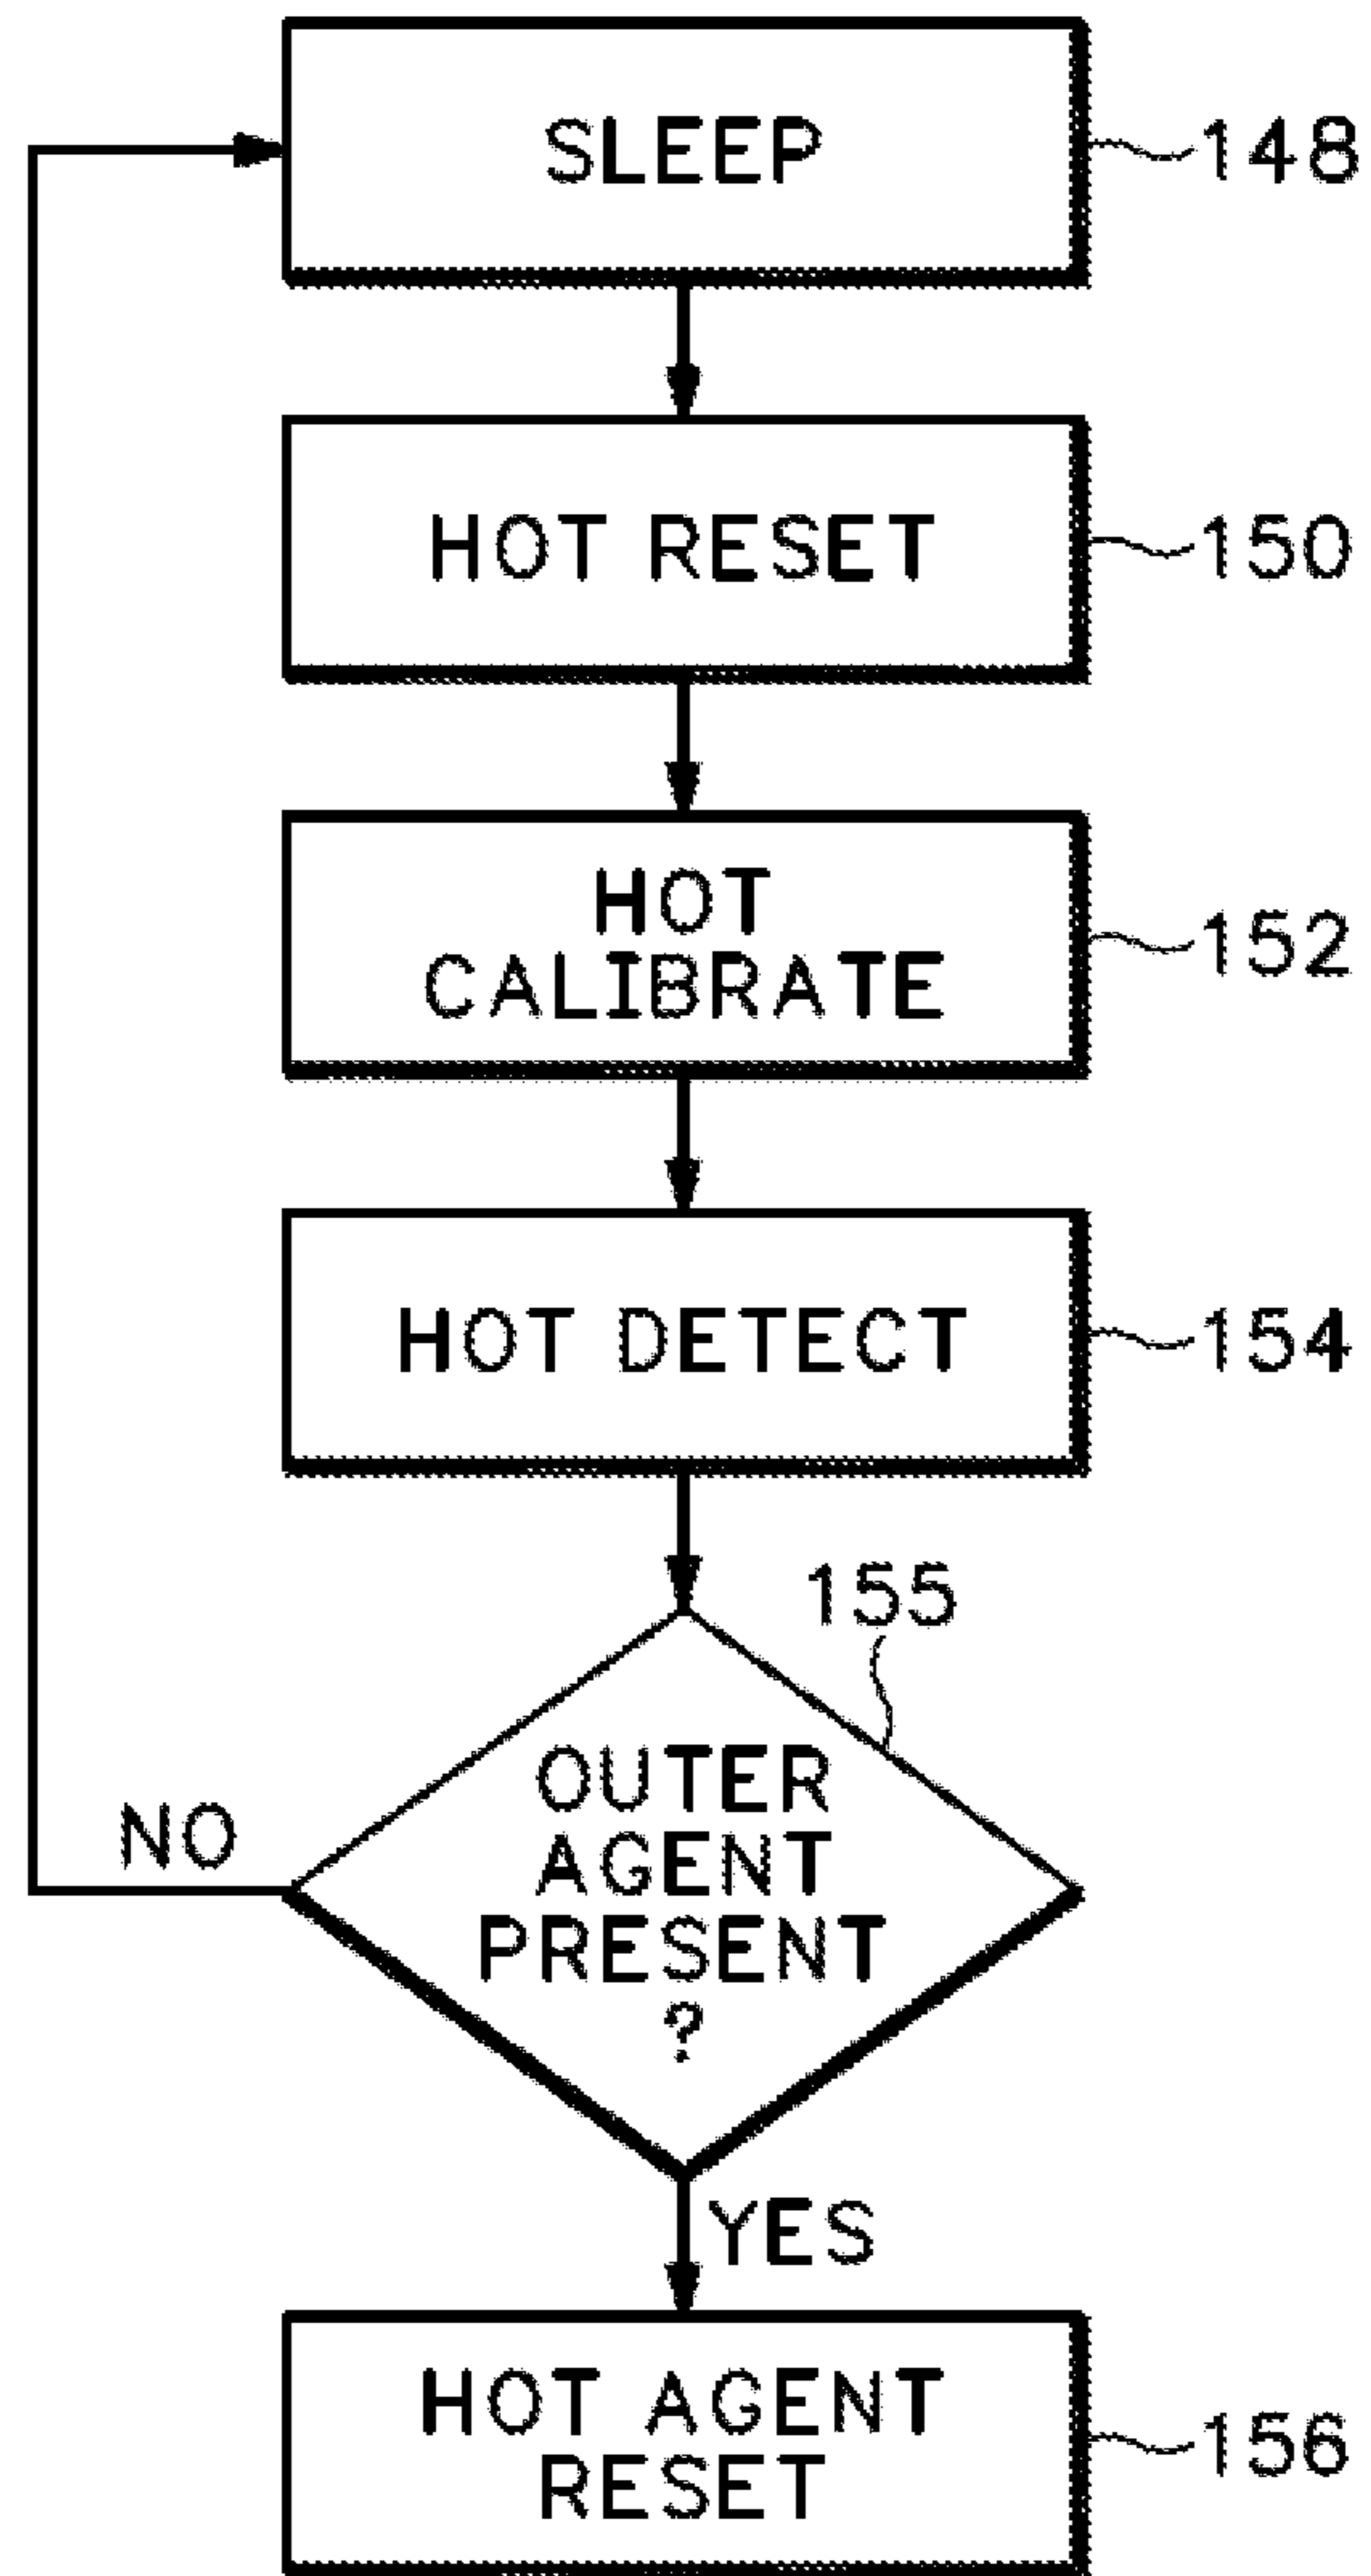 SLEEP
148
HOT RESET
150
HOT
CALIBRATE
152
HOT DETECT
154
155
OUTER
AGENT
PRESENT
?
NO
YES
HOT AGENT
RESET
156